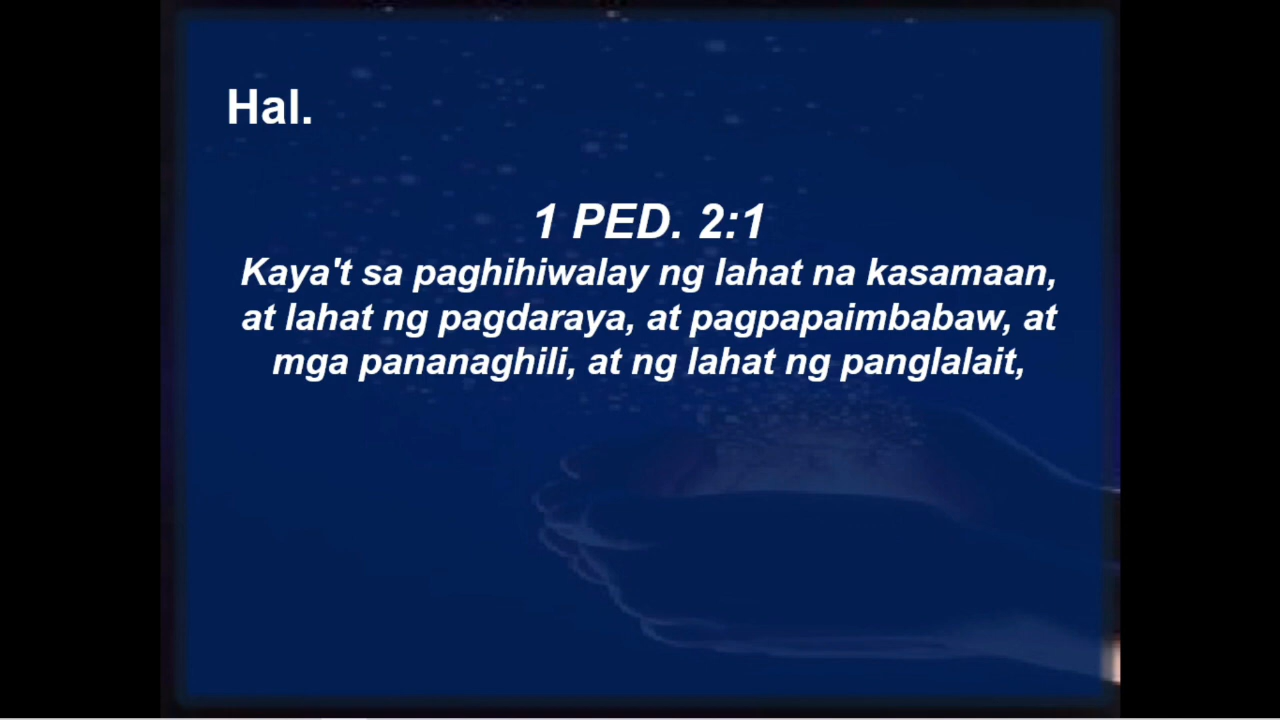 Hal.
1 PED. 2:1
Kaya't sa paghihiwalay ng lahat na kasamaan,
at lahat ng pagdaraya, at pagpapaimbabaw, at
mga pananaghili, at ng lahat ng panglalait,